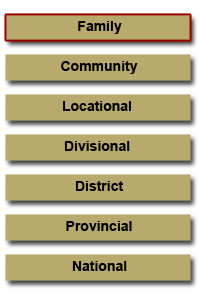 Family
Community
Locational
Divisional
District
Provincial
National